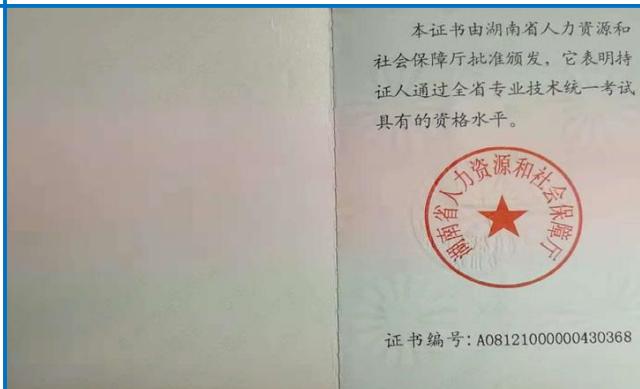 本证书由湖南省人力资源和
社会保障厅批准颁发，它表明持
证人通过全省专业技术统一考试
具有的资格水平。
湖南省人力资源和社会保障厅
证书编号：A08121000000430368